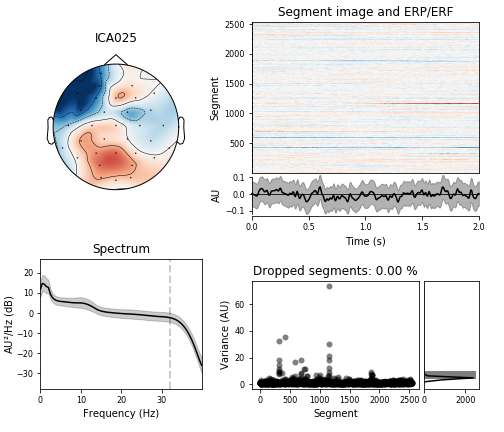 ICA025
Segment image and ERP/ERF
Segment
2500
2000
1500
1000
500
AU
0.1
0.0
−0.1
0.0 0.5 1.0 1.5 2.0
Time (s)
Spectrum
AU²/Hz (dB)
20
10
0
−10
−20
−30
0 10 20 30
Frequency (Hz)
Dropped segments: 0.00 %
Variance (AU)
60
40
20
0
0 500 1000 1500 2000 2500
Segment
0 2000